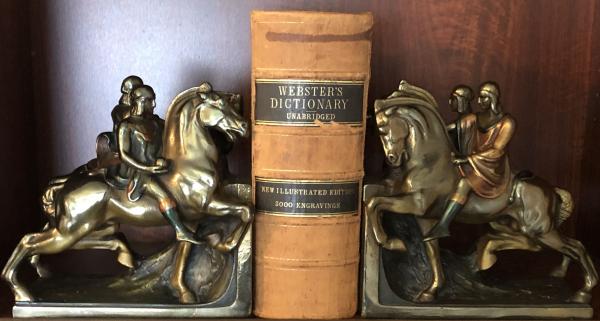 WEBSTER'S
DICTIONARY
UNABRIDGED
NEW ILLUSTRATED EDITION
3000 ENGRAVINGS